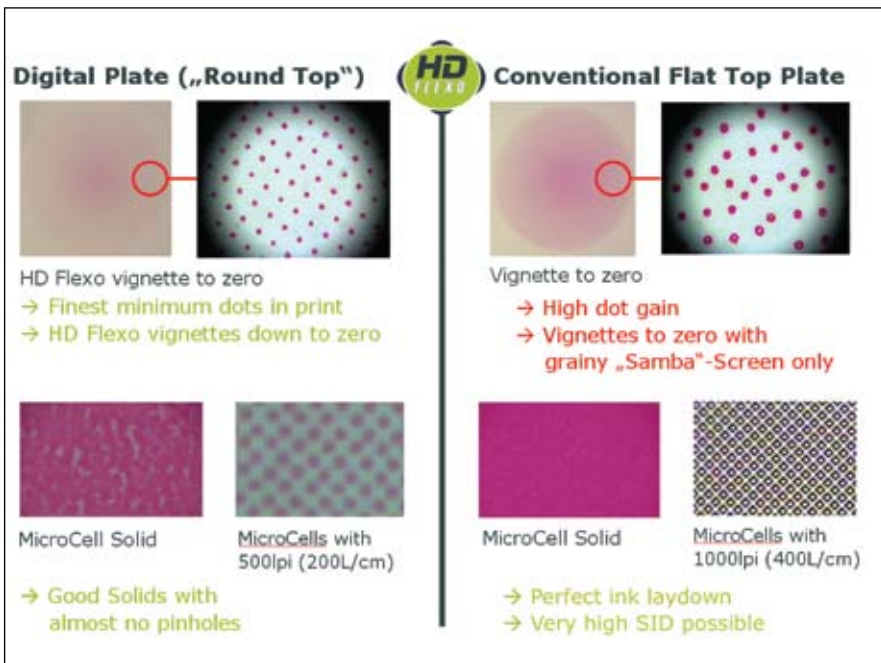 Digital Plate („Round Top“)
HD
FLEXO
Conventional Flat Top Plate
HD Flexo vignette to zero
→ Finest minimum dots in print
→ HD Flexo vignettes down to zero
Vignette to zero
→ High dot gain
→ Vignettes to zero with
grainy „Samba“-Screen only
MicroCell Solid
MicroCells with
500lpi (200L/cm)
→ Good Solids with
almost no pinholes
MicroCell Solid
MicroCells with
1000lpi (400L/cm)
→ Perfect ink laydown
→ Very high SID possible